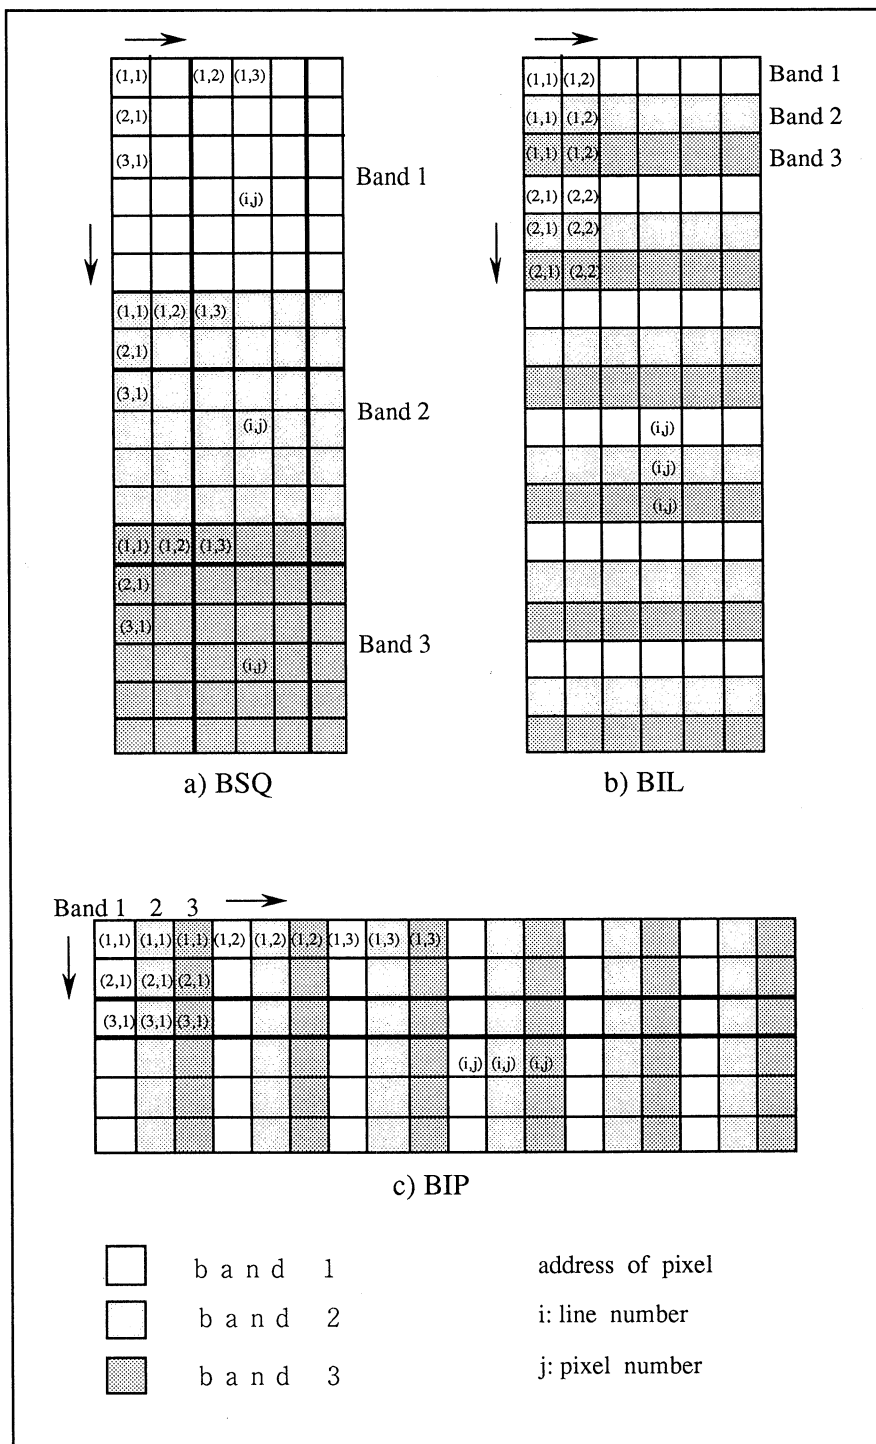 (1,1) (1,2) (1,3)
(2,1)
(3,1)
(i,j)
Band 1
(1,1) (1,2) (1,3)
(2,1)
(3,1)
(i,j)
Band 2
(1,1) (1,2) (1,3)
(2,1)
(3,1)
(i,j)
Band 3
a) BSQ
(1,1) (1,2) Band 1
(1,1) (1,2) Band 2
(1,1) (1,2) Band 3
(2,1) (2,2)
(2,1) (2,2)
(2,1) (2,2)
(i,j)
(i,j)
(i,j)
b) BIL
Band 1 2 3
(1,1) (1,1) (1,1) (1,2) (1,2) (1,2) (1,3) (1,3) (1,3)
(2,1) (2,1) (2,1)
(3,1) (3,1) (3,1)
(i,j) (i,j) (i,j)
c) BIP
band 1
band 2
band 3
address of pixel
i: line number
j: pixel number